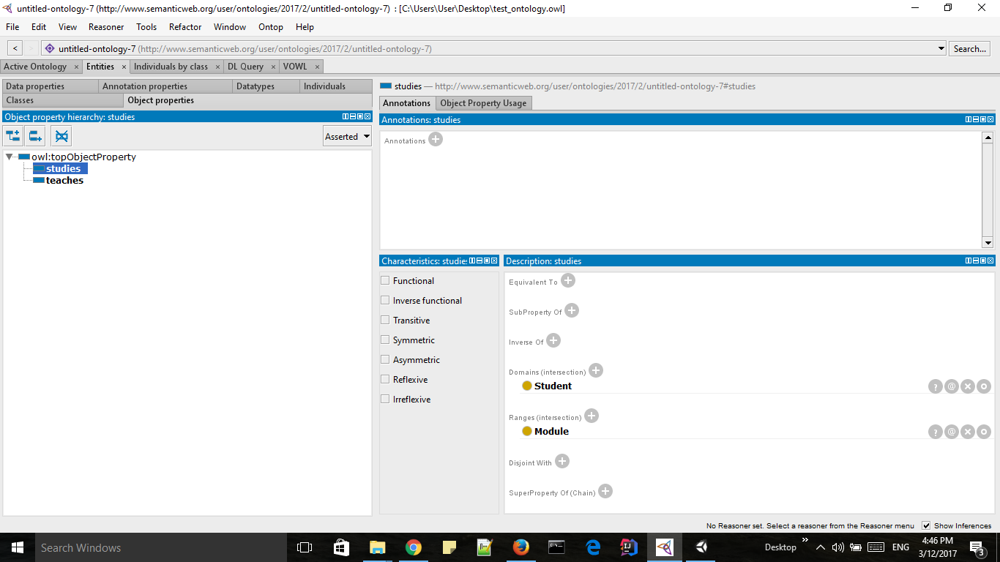 untitled-ontology-7 (http://www.semanticweb.org/user/ontologies/2017/2/untitled-ontology-7) : [C:\Users\User\Desktop\test_ontology.owl]
File Edit View Reasoner Tools Refactor Window Ontop Help
< > untitled-ontology-7 (http://www.semanticweb.org/user/ontologies/2017/2/untitled-ontology-7) Search...
Active Ontology × Entities × Individuals by class × DL Query × VOWL ×
Data properties Annotation properties Datatypes Individuals
Classes Object properties
Object property hierarchy: studies
Asserted
owl:topObjectProperty
studies
teaches
studies — http://www.semanticweb.org/user/ontologies/2017/2/untitled-ontology-7#studies
Annotations Object Property Usage
Annotations: studies
Annotations
Characteristics: studies
Functional
Inverse functional
Transitive
Symmetric
Asymmetric
Reflexive
Irreflexive
Description: studies
Equivalent To
SubProperty Of
Inverse Of
Domains (intersection)
Student
Ranges (intersection)
Module
Disjoint With
SuperProperty Of (Chain)
No Reasoner set. Select a reasoner from the Reasoner menu Show Inferences
Search Windows
Desktop
ENG
4:46 PM
3/12/2017
3